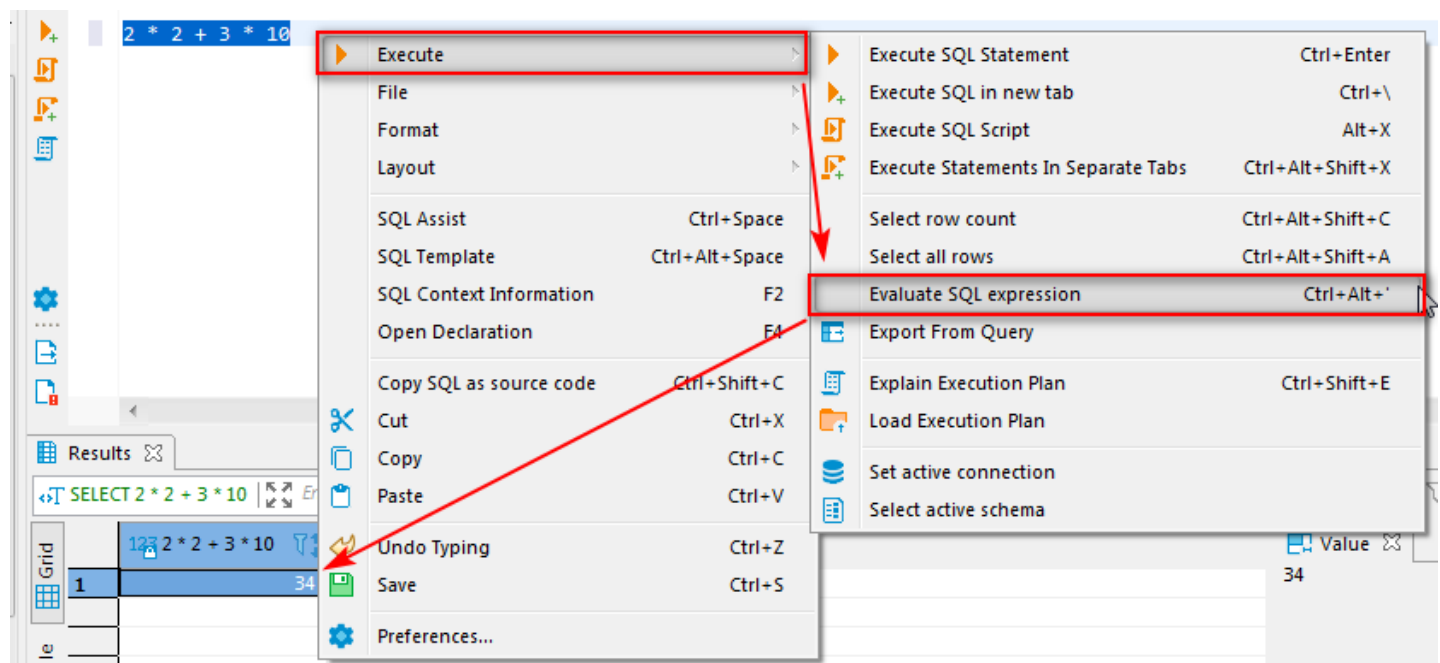 2 * 2 + 3 * 10
Execute
File
Format
Layout
SQL Assist Ctrl+Space
SQL Template Ctrl+Alt+Space
SQL Context Information F2
Open Declaration F4
Copy SQL as source code Ctrl+Shift+C
Cut Ctrl+X
Copy Ctrl+C
Paste Ctrl+V
Undo Typing Ctrl+Z
Save Ctrl+S
Preferences...
Execute SQL Statement Ctrl+Enter
Execute SQL in new tab Ctrl+\
Execute SQL Script Alt+X
Execute Statements In Separate Tabs Ctrl+Alt+Shift+X
Select row count Ctrl+Alt+Shift+C
Select all rows Ctrl+Alt+Shift+A
Evaluate SQL expression Ctrl+Alt+'
Export From Query
Explain Execution Plan Ctrl+Shift+E
Load Execution Plan
Set active connection
Select active schema
Results
SELECT 2 * 2 + 3 * 10
Grid
123 2 * 2 + 3 * 10
1 34
Value
34